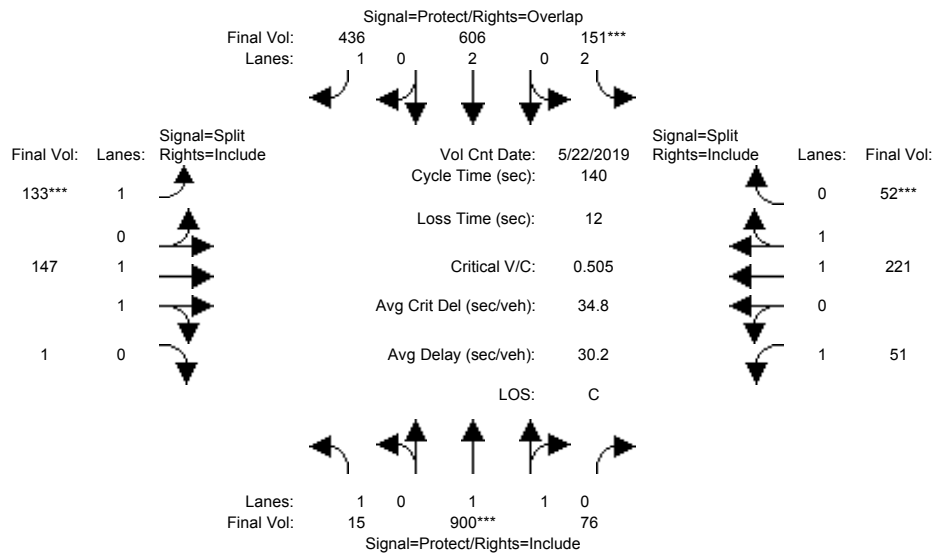 Signal=Protect/Rights=Overlap
Final Vol: 436 606 151***
Lanes: 1 0 2 0 2
Signal=Split
Final Vol: Lanes: Rights=Include
Vol Cnt Date: 5/22/2019
Signal=Split
Rights=Include Lanes: Final Vol:
Cycle Time (sec): 140
133*** 1
0 52***
Loss Time (sec): 12
0
1
147 1
Critical V/C: 0.505
1 221
1
Avg Crit Del (sec/veh): 34.8
0
1 0
Avg Delay (sec/veh): 30.2
1 51
LOS: C
Lanes: 1 0 1 1 0
Final Vol: 15 900*** 76
Signal=Protect/Rights=Include